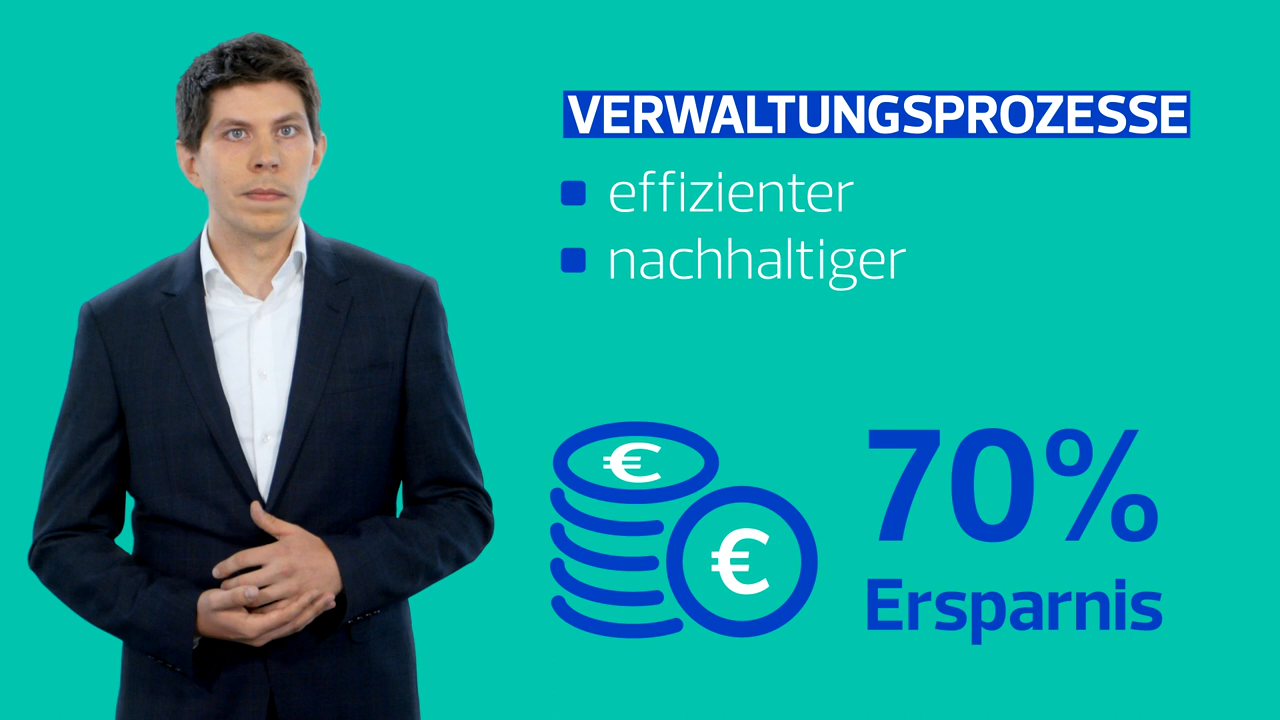 VERWALTUNGSPROZESSE
effizienter
nachhaltiger
€
€
70%
Ersparnis